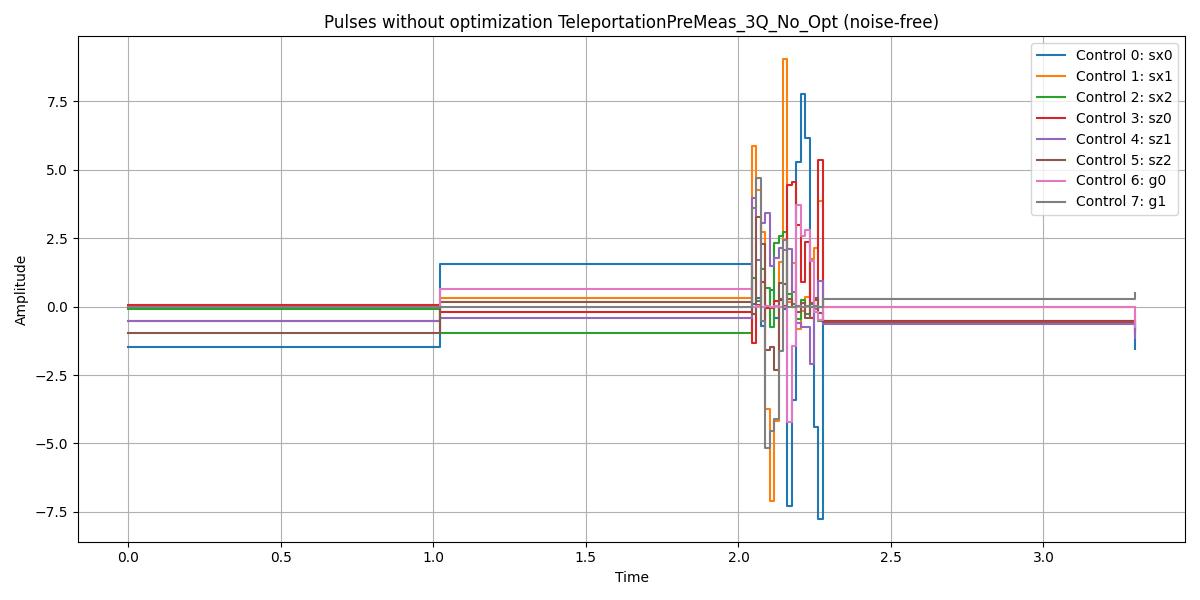 Pulses without optimization TeleportationPreMeas_3Q_No_Opt (noise-free)
Amplitude
7.5
5.0
2.5
0.0
−2.5
−5.0
−7.5
0.0 0.5 1.0 1.5 2.0 2.5 3.0
Time
Control 0: sx0
Control 1: sx1
Control 2: sx2
Control 3: sz0
Control 4: sz1
Control 5: sz2
Control 6: g0
Control 7: g1